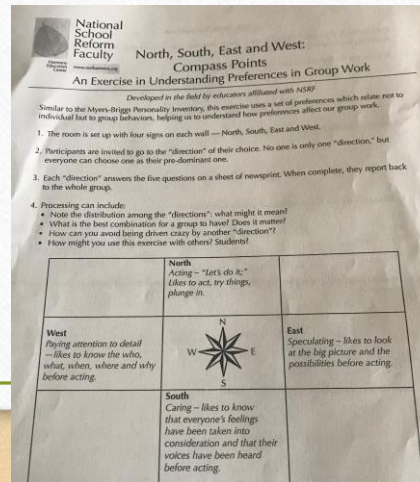 National
School
Reform
Faculty
Harmony
Education
Center
www.nsrfharmony.org
North, South, East and West:
Compass Points
An Exercise in Understanding Preferences in Group Work
Developed in the field by educators affiliated with NSRF
Similar to the Myers-Briggs Personality Inventory, this exercise uses a set of preferences which relate not to
individual but to group behaviors, helping us to understand how preferences affect our group work.
1. The room is set up with four signs on each wall — North, South, East and West.
2. Participants are invited to go to the "direction" of their choice. No one is only one "direction," but
everyone can choose one as their pre-dominant one.
3. Each "direction" answers the five questions on a sheet of newsprint. When complete, they report back
to the whole group.
4. Processing can include:
• Note the distribution among the "directions": what might it mean?
• What is the best combination for a group to have? Does it matter?
• How can you avoid being driven crazy by another "direction"?
• How might you use this exercise with others? Students?
North
Acting – "Let's do it;"
Likes to act, try things,
plunge in.
West
Paying attention to detail
—likes to know the who,
what, when, where and why
before acting.
N
W
E
S
East
Speculating – likes to look
at the big picture and the
possibilities before acting.
South
Caring – likes to know
that everyone's feelings
have been taken into
consideration and that their
voices have been heard
before acting.